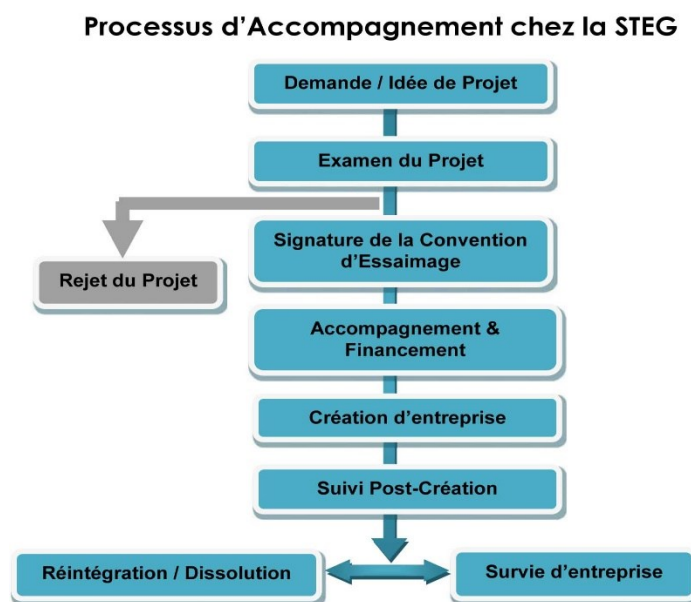 Processus d’Accompagnement chez la STEG
Demande / Idée de Projet
Examen du Projet
Signature de la Convention
d’Essaimage
Rejet du Projet
Accompagnement &
Financement
Création d’entreprise
Suivi Post-Création
Réintégration / Dissolution
Survie d’entreprise